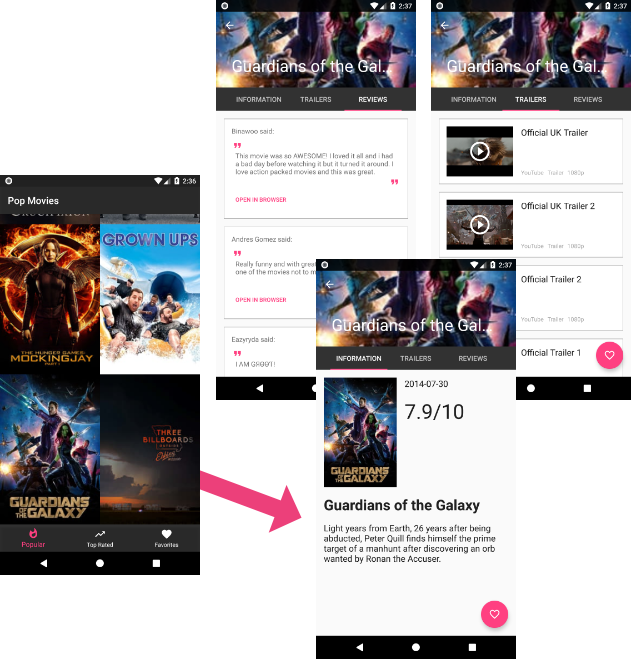 2:37
Guardians of the Gal...
INFORMATION TRAILERS REVIEWS
Binawoo said:
This movie was so AWESOME! I loved it all and I had
a bad day before watching it but it turned it around. I
love action packed movies and this was great.
OPEN IN BROWSER
Andres Gomez said:
Really funny and with grea
one of the movies not to m
OPEN IN BROWSER
Eazyryda said:
I AM GROOT!
2:37
Guardians of the Gal...
INFORMATION TRAILERS REVIEWS
Official UK Trailer
YouTube Trailer 1080p
Official UK Trailer 2
YouTube Trailer 1080p
Official Trailer 2
YouTube Trailer 1080p
Official Trailer 1
2:36
Pop Movies
GROWN UPS
THE HUNGER GAMES
MOCKINGJAY
PART 1
GUARDIANS
OF THE
GALAXY
THREE
BILLBOARDS
OUTSIDE
Ebbing
MISSOURI
Popular Top Rated Favorites
2:37
Guardians of the Gal...
INFORMATION TRAILERS REVIEWS
2014-07-30
7.9/10
GUARDIANS
OF THE
GALAXY
Guardians of the Galaxy
Light years from Earth, 26 years after being
abducted, Peter Quill finds himself the prime
target of a manhunt after discovering an orb
wanted by Ronan the Accuser.